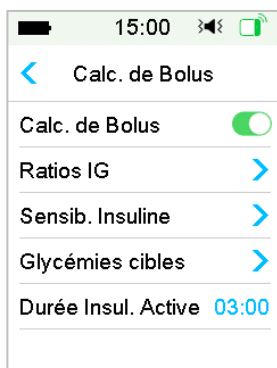 15:00
Calc. de Bolus
Calc. de Bolus
Ratios IG
Sensib. Insuline
Glycémies cibles
Durée Insul. Active 03:00